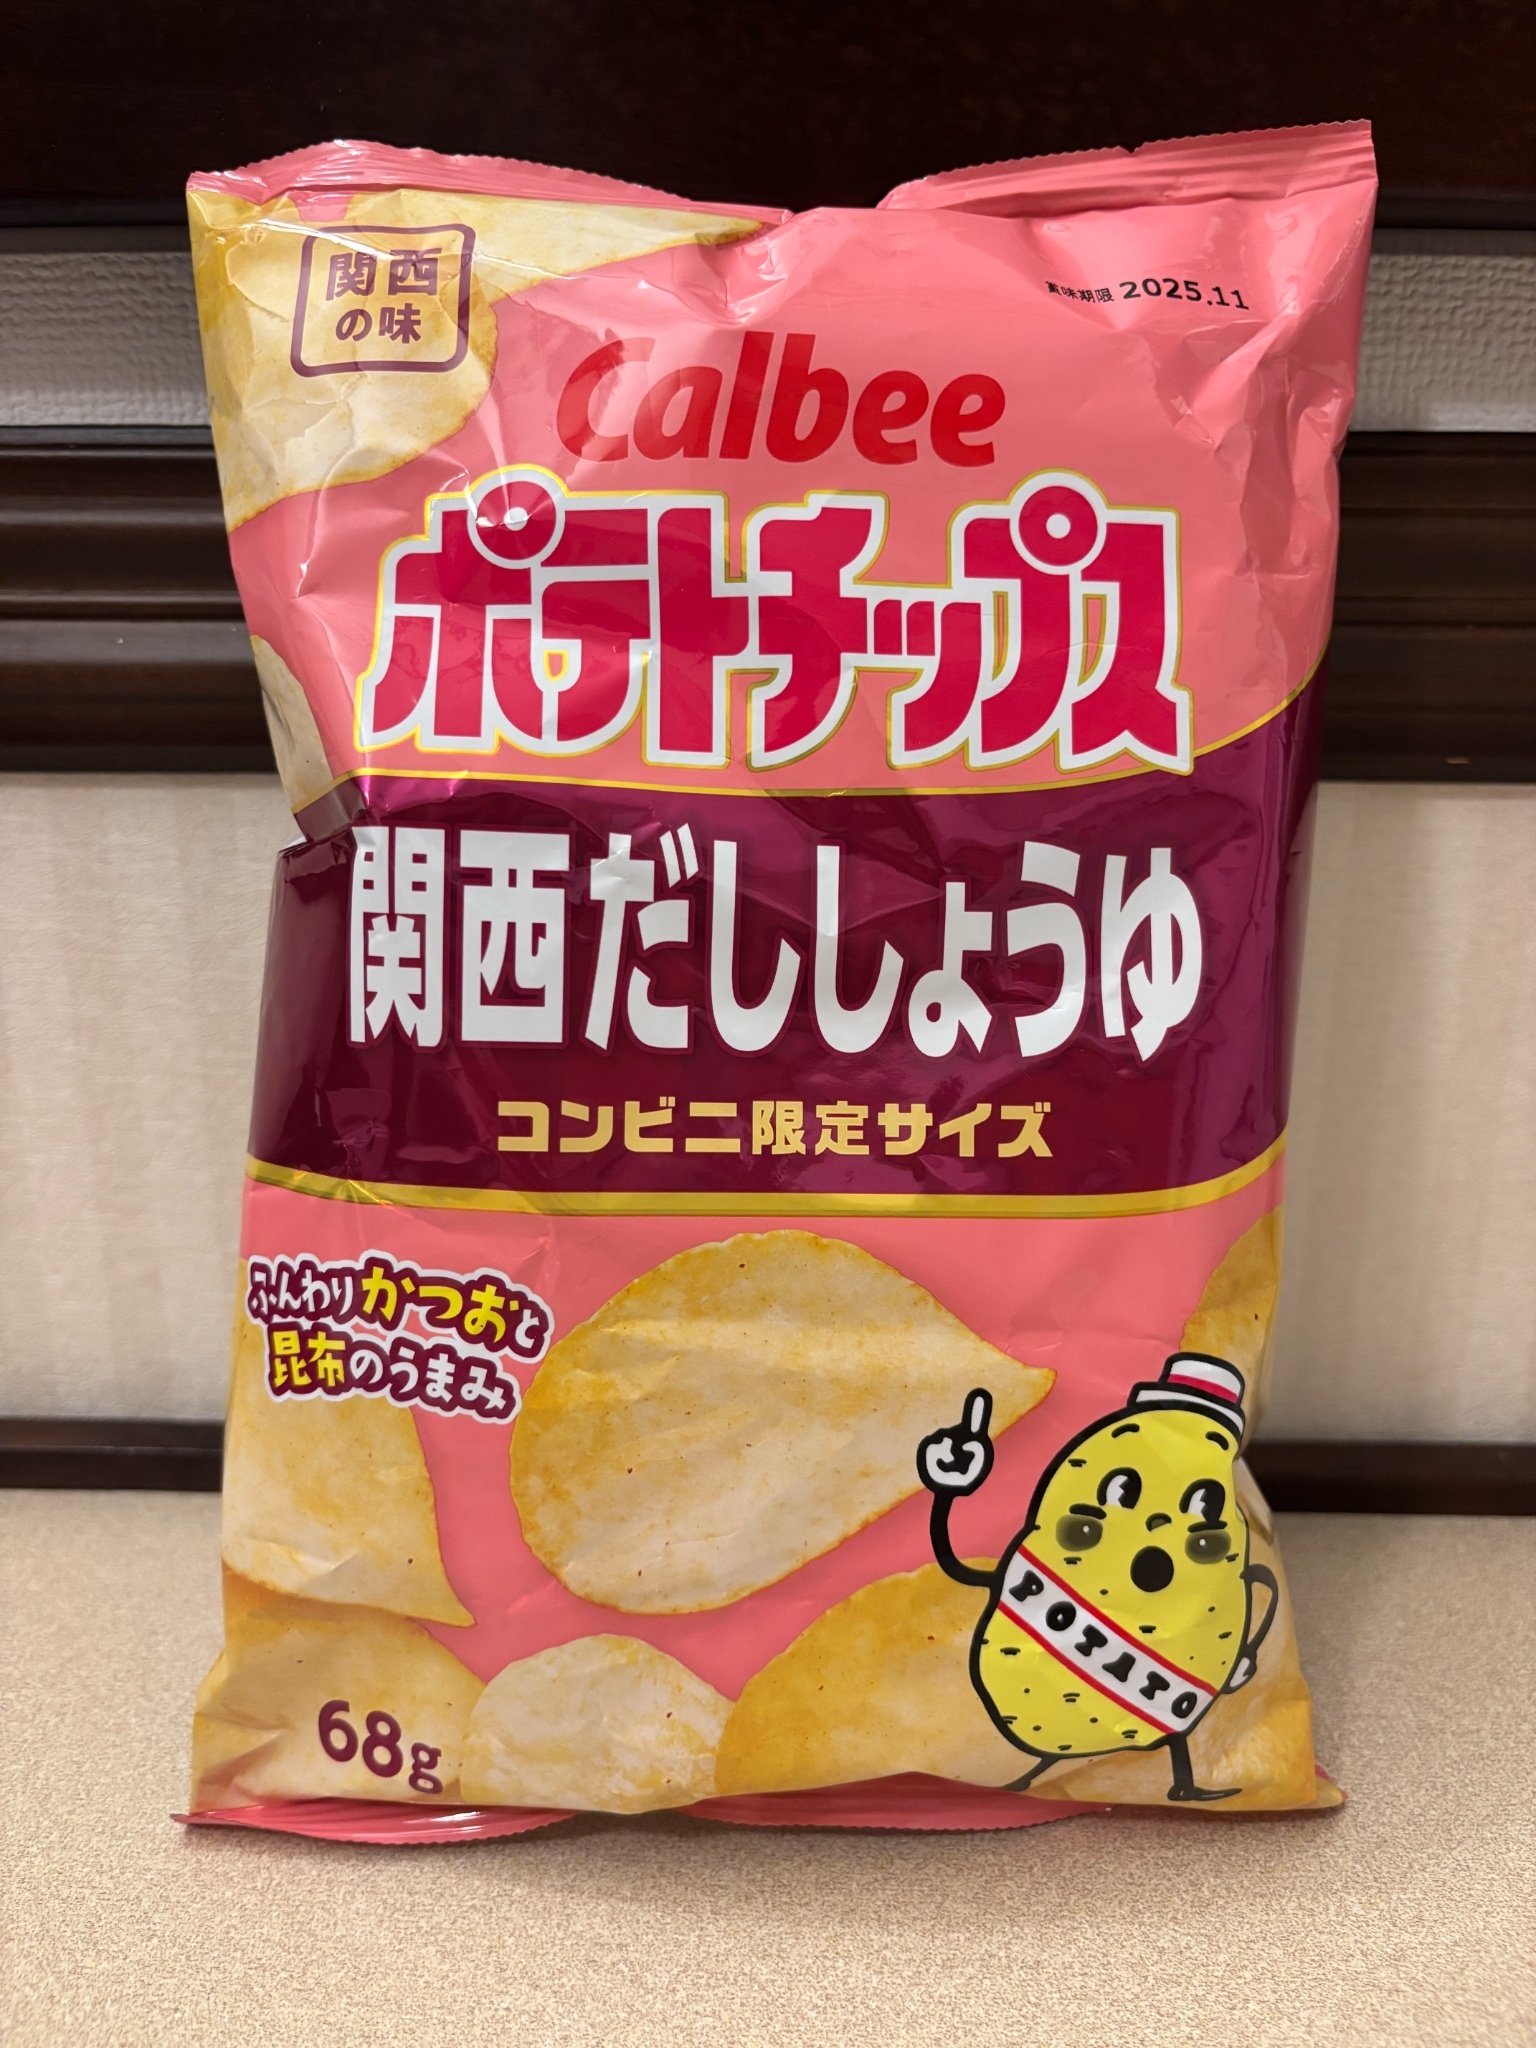 関西
の味
賞味期限 2025.11
Calbee
ポテトチップス
関西だししょうゆ
コンビニ限定サイズ
ふんわりかつおと
昆布のうまみ
POTATO
68g